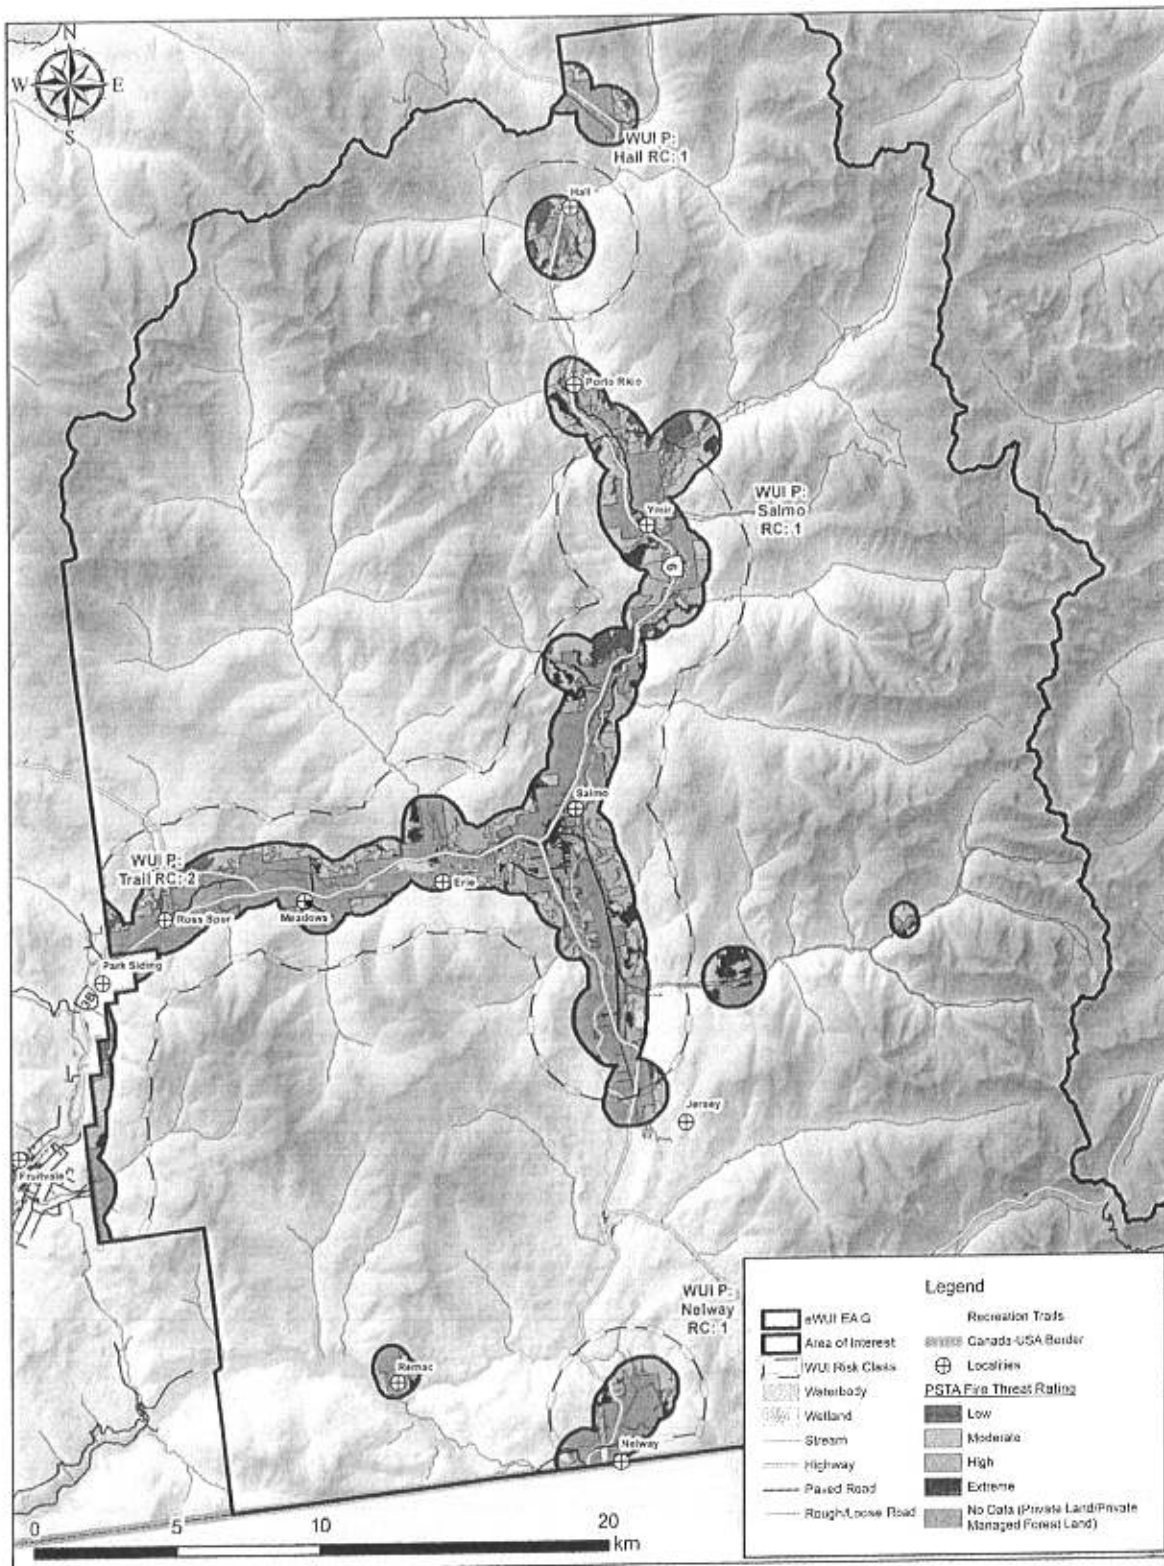 N
W E
S
WUI P:
Hall RC: 1
Hall
Porto Rico
WUI P:
Salmo
RC: 1
Ymir
6
Salmo
WUI P:
Trail RC: 2
Erie
Ross Spur
Meadows
Park Siding
3B
Jersey
Fruitvale
WUI P:
Nelway
RC: 1
Remac
Nelway
0 5 10 20
km
Legend
eWUI EA G
Area of Interest
WUI Risk Class
Waterbody
Wetland
Stream
Highway
Paved Road
Rough/Loose Road
Recreation Trails
Canada-USA Border
Localities
PSTA Fire Threat Rating
Low
Moderate
High
Extreme
No Data (Private Land/Private
Managed Forest Land)